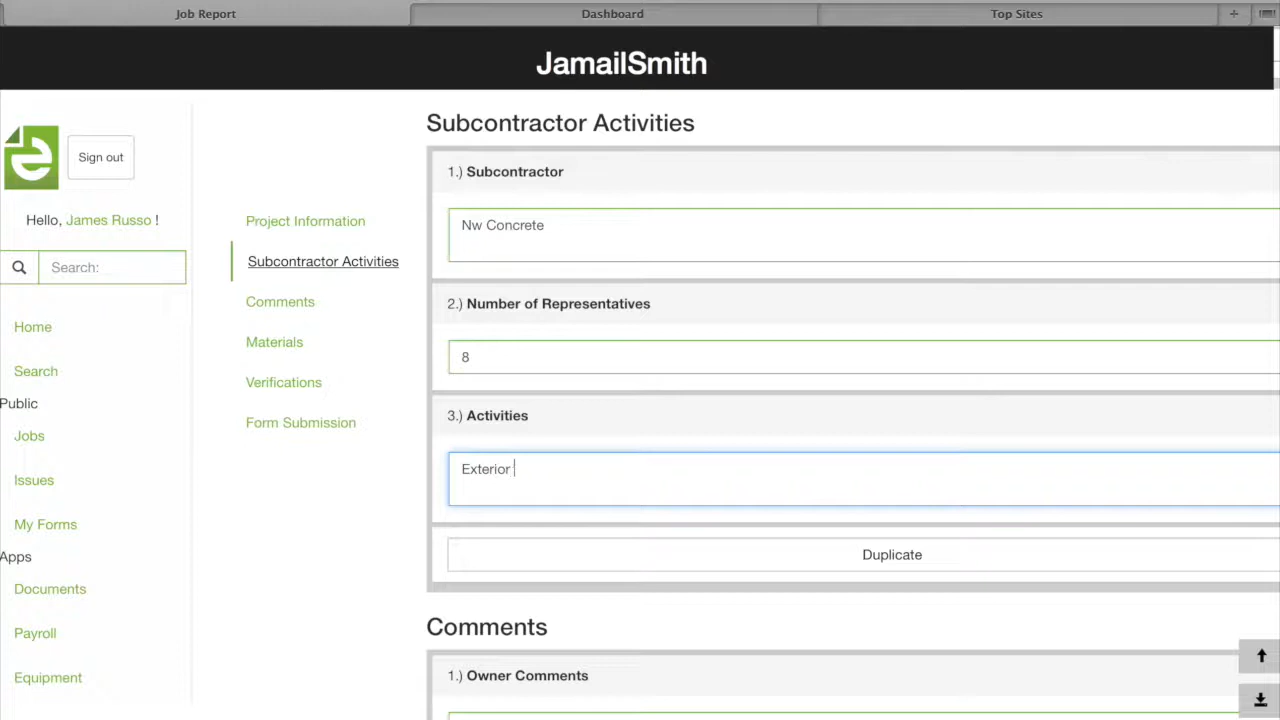 Job Report
Dashboard
Top Sites
+
JamailSmith
e
Sign out
Hello, James Russo !
Search:
Home
Search
Public
Jobs
Issues
My Forms
Apps
Documents
Payroll
Equipment
Project Information
Subcontractor Activities
Comments
Materials
Verifications
Form Submission
Subcontractor Activities
1.) Subcontractor
Nw Concrete
2.) Number of Representatives
8
3.) Activities
Exterior
Duplicate
Comments
1.) Owner Comments